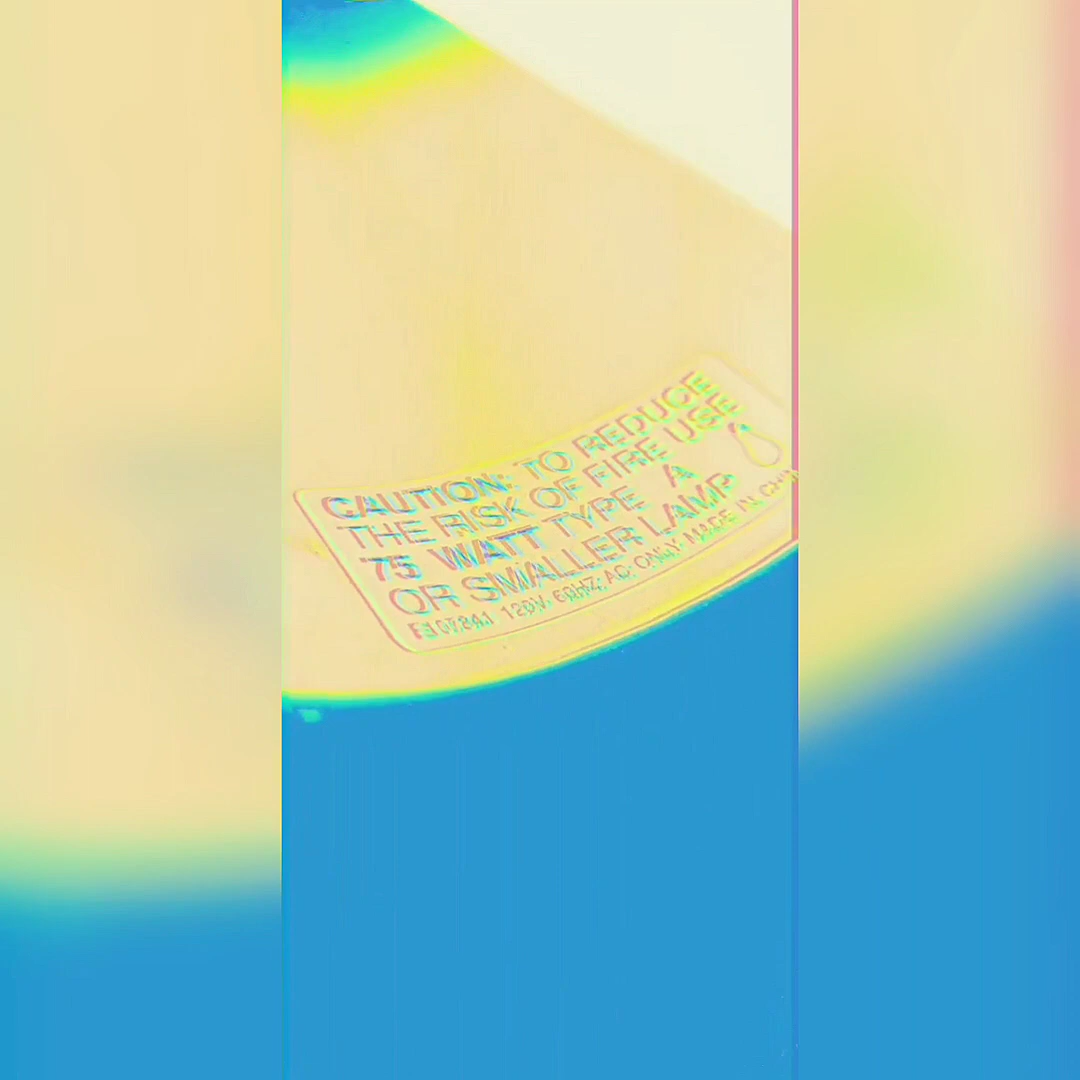 CAUTION: TO REDUCE
THE RISK OF FIRE USE
75 WATT TYPE A
OR SMALLER LAMP
120V. 60HZ. AC. ONLY MADE IN